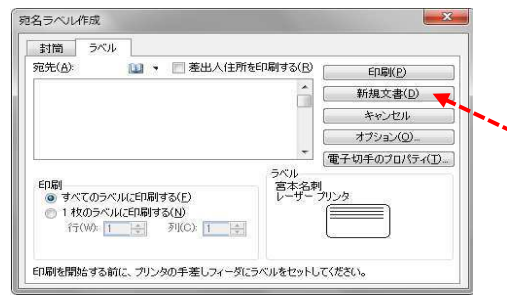 宛名ラベル作成
封筒 ラベル
宛先(A): 差出人住所を印刷する(R)
印刷(P)
新規文書(D)
キャンセル
オプション(O)...
電子切手のプロパティ(I)...
印刷
すべてのラベルに印刷する(F)
1 枚のラベルに印刷する(N)
行(W): 1 列(C): 1
ラベル
宮本名刺
レーザー プリンタ
印刷を開始する前に、プリンタの手差しフィーダにラベルをセットしてください。